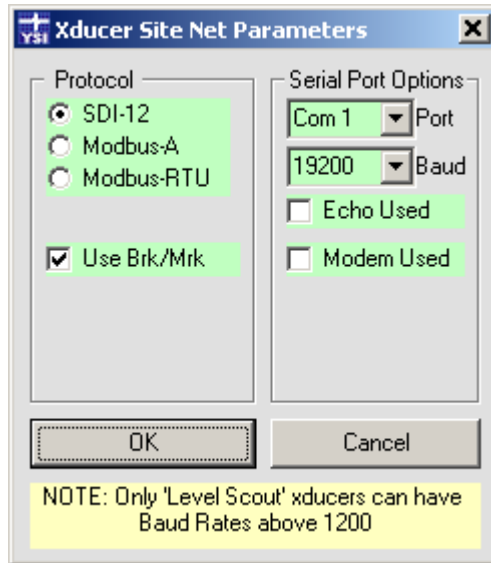 YSI Xducer Site Net Parameters
Protocol
SDI-12
Modbus-A
Modbus-RTU
Use Brk/Mrk
Serial Port Options
Com 1 Port
19200 Baud
Echo Used
Modem Used
OK
Cancel
NOTE: Only 'Level Scout' xducers can have
Baud Rates above 1200